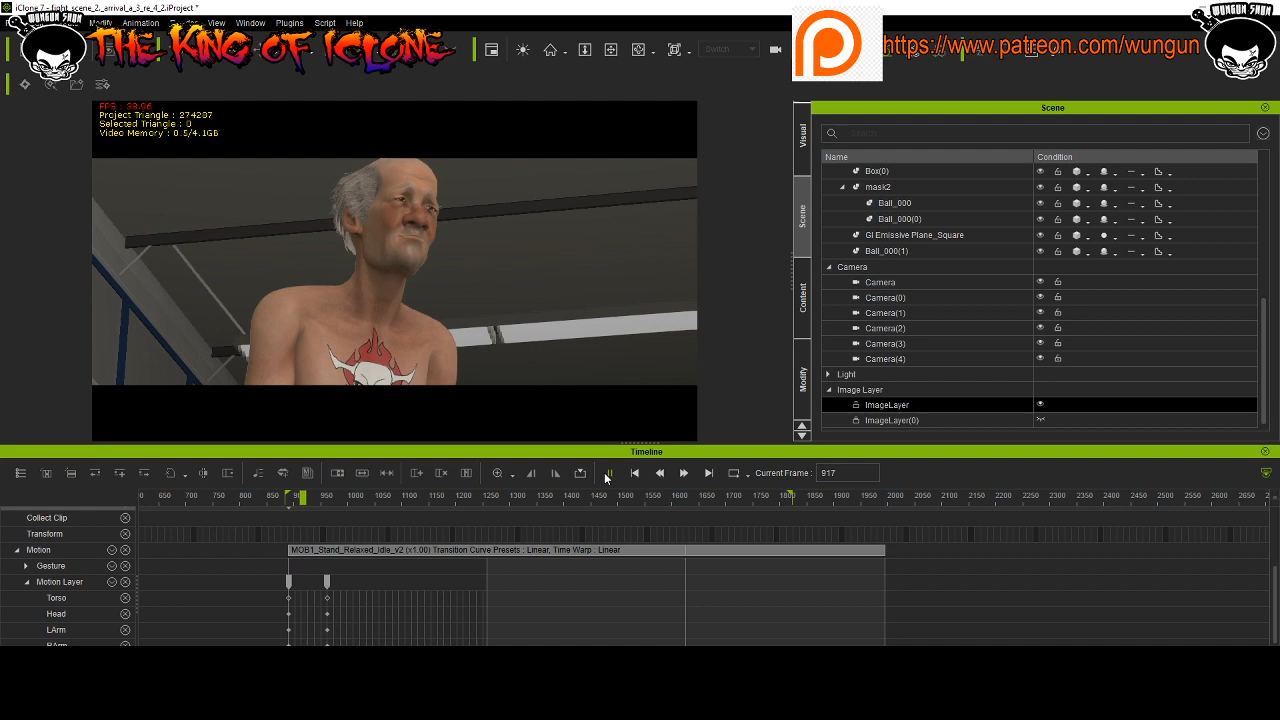 iClone 7 - fight_scene_2._arrival_a_3_re_4_2.iProject *
Modify Animation Render View Window Plugins Script Help
THE KING OF ICLONE
https://www.patreon.com/wungun
WUNGUN SHUN
WUNGUN SHUN
Switch
FPS : 38.96
Project Triangle : 274287
Selected Triangle : 0
Video Memory : 0.5/4.1GB
Visual
Scene
Content
Modify
Scene
Search
Name Condition
Box(0)
mask2
Ball_000
Ball_000(0)
GI Emissive Plane_Square
Ball_000(1)
Camera
Camera
Camera(0)
Camera(1)
Camera(2)
Camera(3)
Camera(4)
Light
Image Layer
ImageLayer
ImageLayer(0)
Timeline
Current Frame : 917
650 700 750 800 850 900 950 1000 1050 1100 1150 1200 1250 1300 1350 1400 1450 1500 1550 1600 1650 1700 1750 1800 1850 1900 1950 2000 2050 2100 2150 2200 2250 2300 2350 2400 2450 2500 2550 2600 2650
Collect Clip
Transform
Motion
MOB1_Stand_Relaxed_Idle_v2 (x1.00) Transition Curve Presets : Linear, Time Warp : Linear
Gesture
Motion Layer
Torso
Head
LArm
RArm